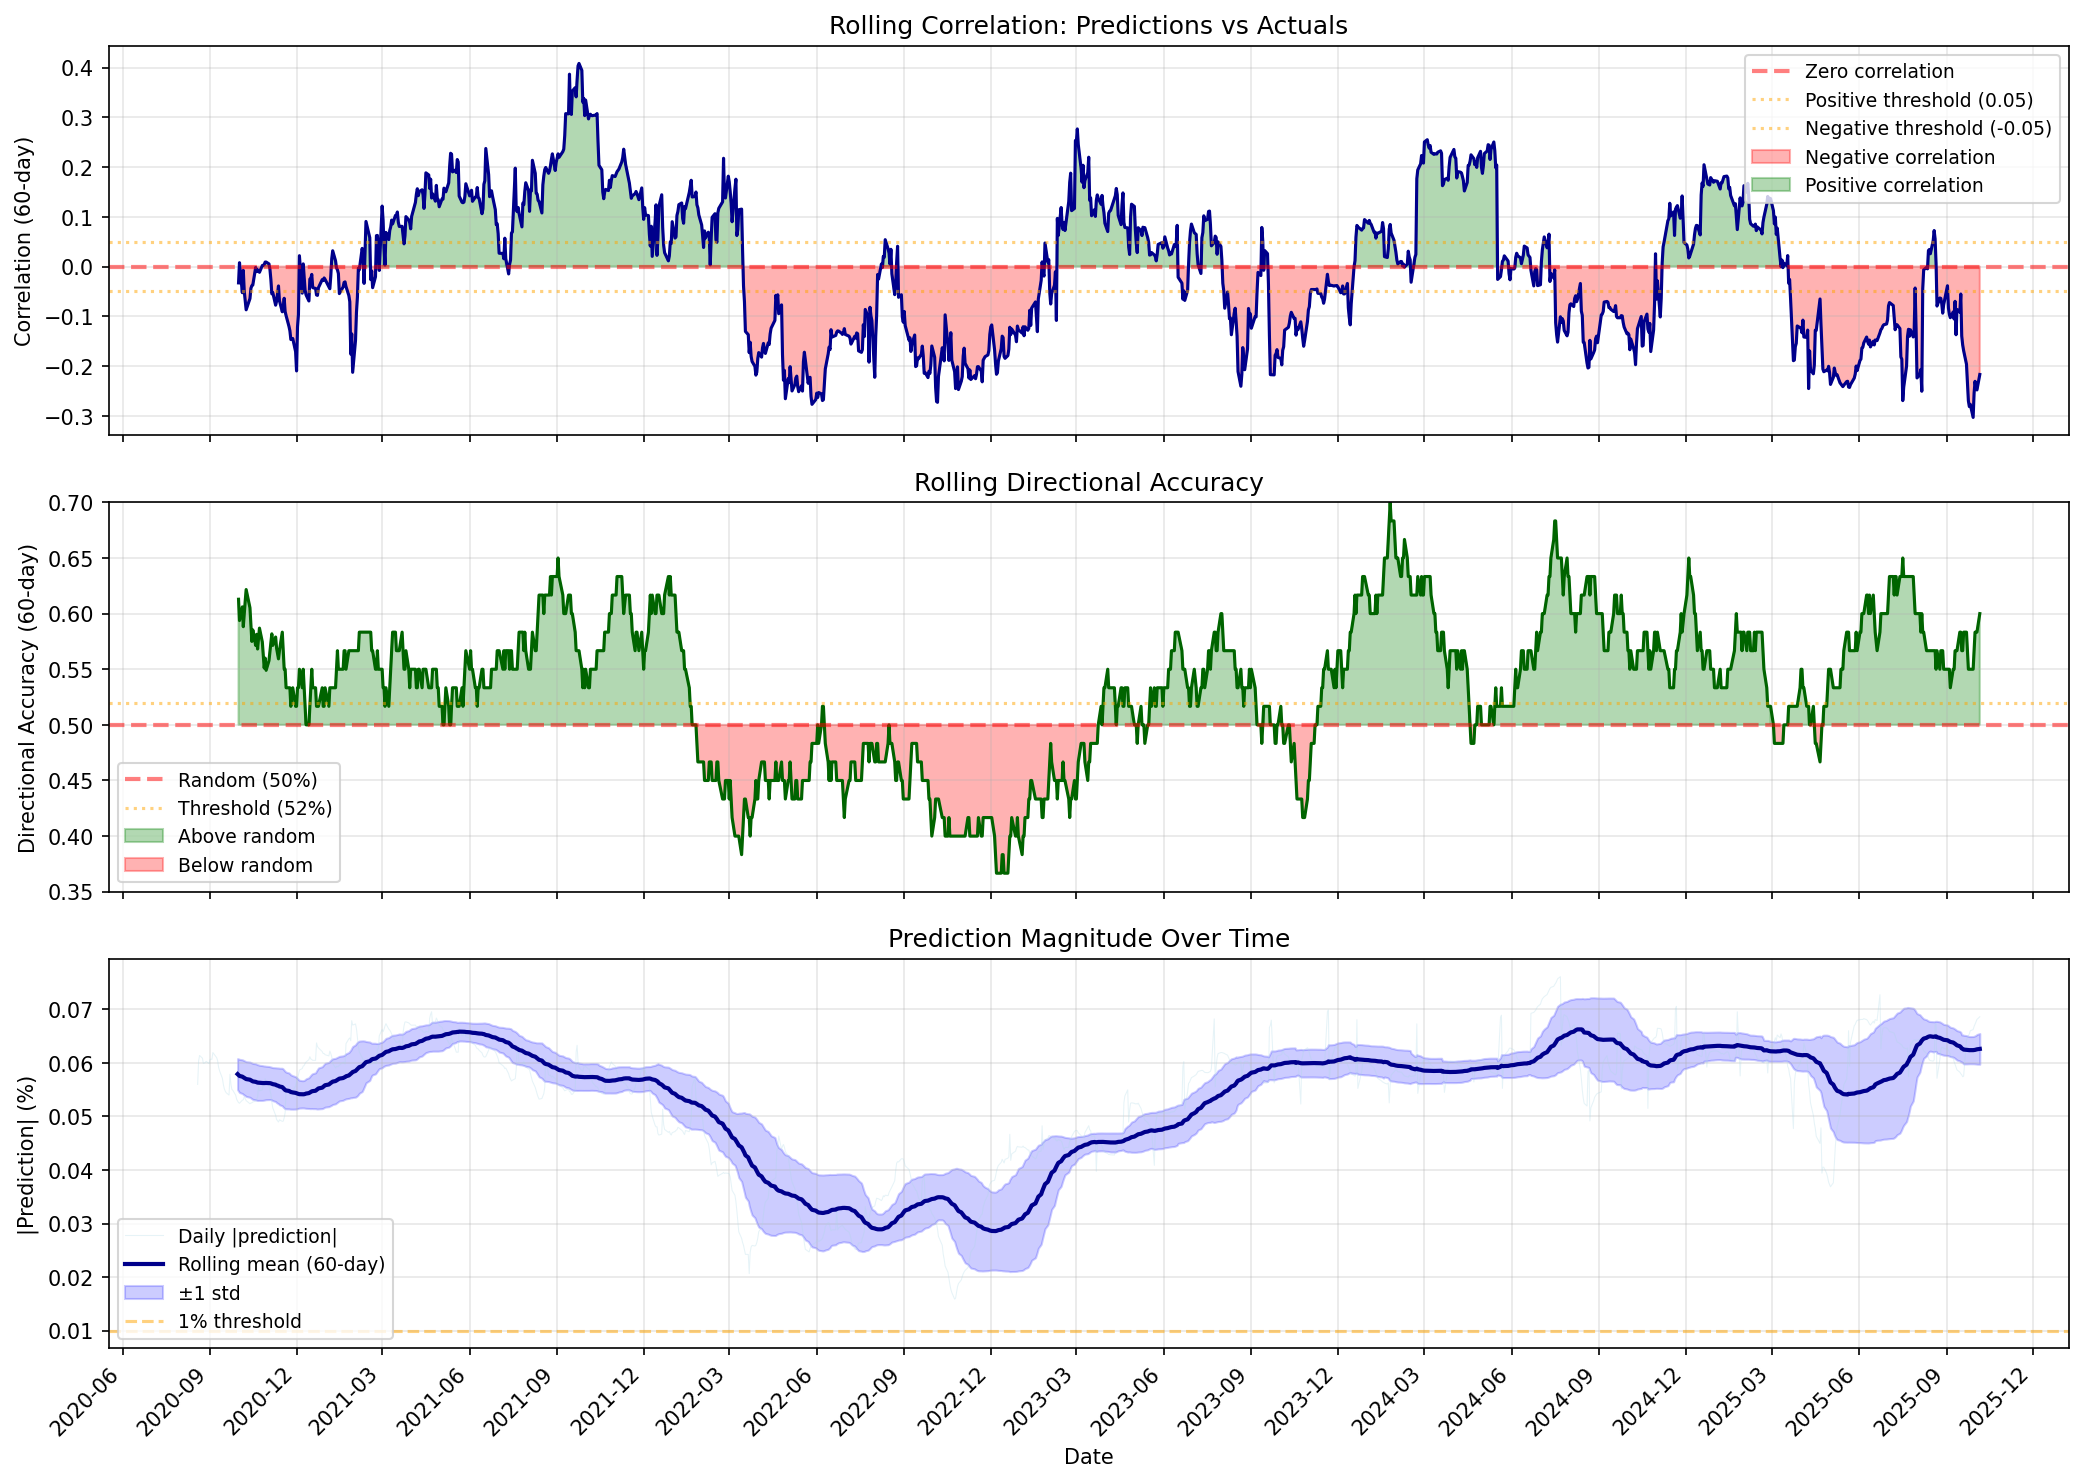 Rolling Correlation: Predictions vs Actuals
Correlation (60-day)
0.4
0.3
0.2
0.1
0.0
−0.1
−0.2
−0.3
Zero correlation
Positive threshold (0.05)
Negative threshold (-0.05)
Negative correlation
Positive correlation
Rolling Directional Accuracy
Directional Accuracy (60-day)
0.70
0.65
0.60
0.55
0.50
0.45
0.40
0.35
Random (50%)
Threshold (52%)
Above random
Below random
Prediction Magnitude Over Time
|Prediction| (%)
0.07
0.06
0.05
0.04
0.03
0.02
0.01
Daily |prediction|
Rolling mean (60-day)
±1 std
1% threshold
2020-06
2020-09
2020-12
2021-03
2021-06
2021-09
2021-12
2022-03
2022-06
2022-09
2022-12
2023-03
2023-06
2023-09
2023-12
2024-03
2024-06
2024-09
2024-12
2025-03
2025-06
2025-09
2025-12
Date